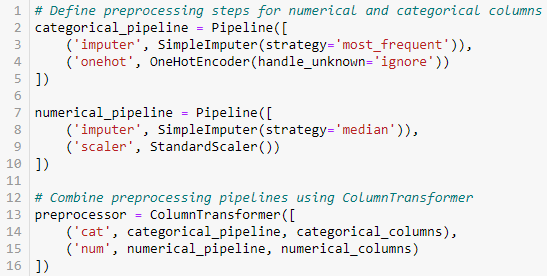 1 # Define preprocessing steps for numerical and categorical columns
2 categorical_pipeline = Pipeline([
3     ('imputer', SimpleImputer(strategy='most_frequent')),
4     ('onehot', OneHotEncoder(handle_unknown='ignore'))
5 ])
6
7 numerical_pipeline = Pipeline([
8     ('imputer', SimpleImputer(strategy='median')),
9     ('scaler', StandardScaler())
10 ])
11
12 # Combine preprocessing pipelines using ColumnTransformer
13 preprocessor = ColumnTransformer([
14     ('cat', categorical_pipeline, categorical_columns),
15     ('num', numerical_pipeline, numerical_columns)
16 ])